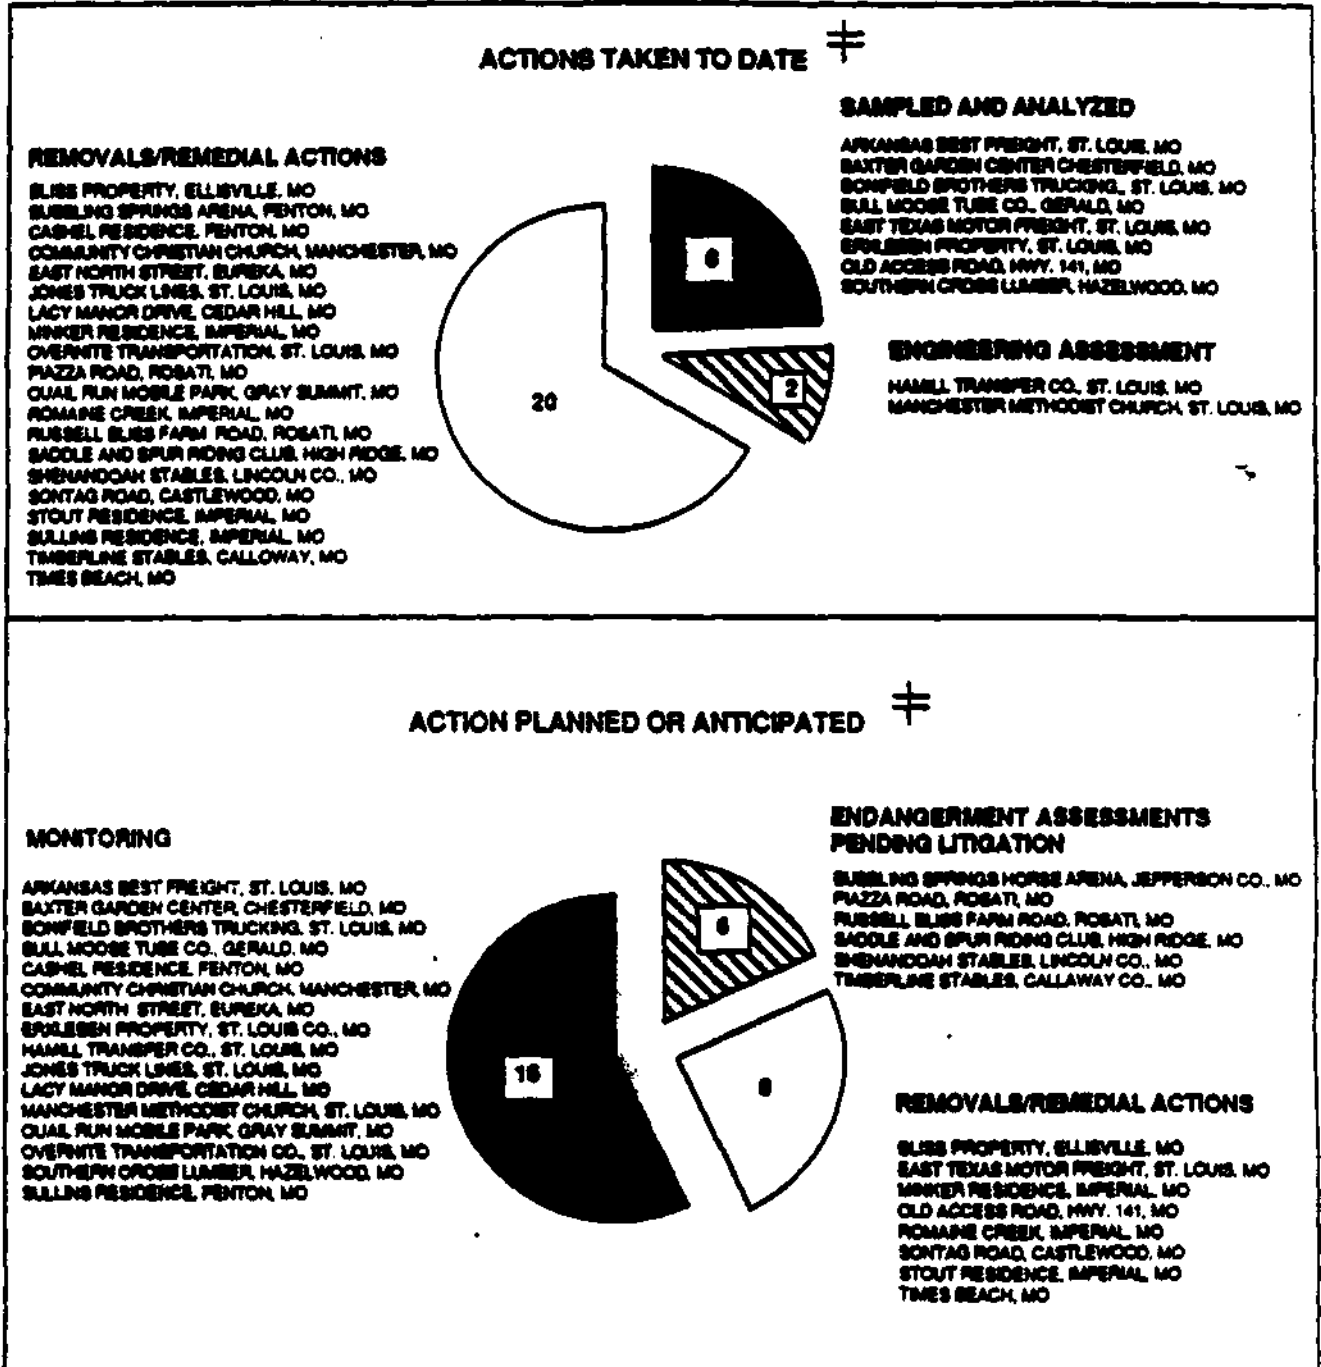 ACTIONS TAKEN TO DATE ‡
REMOVALS/REMEDIAL ACTIONS
BLISS PROPERTY, ELLISVILLE, MO
BUBBLING SPRINGS ARENA, FENTON, MO
CASHEL RESIDENCE, FENTON, MO
COMMUNITY CHRISTIAN CHURCH, MANCHESTER, MO
EAST NORTH STREET, EUREKA, MO
JONES TRUCK LINES, ST. LOUIS, MO
LACY MANOR DRIVE, CEDAR HILL, MO
MINKER RESIDENCE, IMPERIAL, MO
OVERNITE TRANSPORTATION, ST. LOUIS, MO
PIAZZA ROAD, ROSATI, MO
QUAIL RUN MOBILE PARK, GRAY SUMMIT, MO
ROMAINE CREEK, IMPERIAL, MO
RUSSELL BLISS FARM ROAD, ROSATI, MO
SADDLE AND SPUR RIDING CLUB, HIGH RIDGE, MO
SHENANDOAH STABLES, LINCOLN CO., MO
SONTAG ROAD, CASTLEWOOD, MO
STOUT RESIDENCE, IMPERIAL, MO
SULLINS RESIDENCE, IMPERIAL, MO
TIMBERLINE STABLES, CALLOWAY, MO
TIMES BEACH, MO
20
2
SAMPLED AND ANALYZED
ARKANSAS BEST FREIGHT, ST. LOUIS, MO
BAXTER GARDEN CENTER CHESTERFIELD, MO
BONIFIELD BROTHERS TRUCKING, ST. LOUIS, MO
BULL MOOSE TUBE CO., GERALD, MO
EAST TEXAS MOTOR FREIGHT, ST. LOUIS, MO
ERXLEBEN PROPERTY, ST. LOUIS, MO
OLD ACCESS ROAD, HWY. 141, MO
SOUTHERN CROSS LUMBER, HAZELWOOD, MO
ENGINEERING ASSESSMENT
HAMILL TRANSFER CO., ST. LOUIS, MO
MANCHESTER METHODIST CHURCH, ST. LOUIS, MO
ACTION PLANNED OR ANTICIPATED ‡
MONITORING
ARKANSAS BEST FREIGHT, ST. LOUIS, MO
BAXTER GARDEN CENTER, CHESTERFIELD, MO
BONIFIELD BROTHERS TRUCKING, ST. LOUIS, MO
BULL MOOSE TUBE CO., GERALD, MO
CASHEL RESIDENCE, FENTON, MO
COMMUNITY CHRISTIAN CHURCH, MANCHESTER, MO
EAST NORTH STREET, EUREKA, MO
ERXLEBEN PROPERTY, ST. LOUIS CO., MO
HAMILL TRANSFER CO., ST. LOUIS, MO
JONES TRUCK LINES, ST. LOUIS, MO
LACY MANOR DRIVE, CEDAR HILL, MO
MANCHESTER METHODIST CHURCH, ST. LOUIS, MO
QUAIL RUN MOBILE PARK, GRAY SUMMIT, MO
OVERNITE TRANSPORTATION CO., ST. LOUIS, MO
SOUTHERN CROSS LUMBER, HAZELWOOD, MO
SULLINS RESIDENCE, FENTON, MO
16
6
ENDANGERMENT ASSESSMENTS
PENDING LITIGATION
BUBBLING SPRINGS HORSE ARENA, JEFFERSON CO., MO
PIAZZA ROAD, ROSATI, MO
RUSSELL BLISS FARM ROAD, ROSATI, MO
SADDLE AND SPUR RIDING CLUB, HIGH RIDGE, MO
SHENANDOAH STABLES, LINCOLN CO., MO
TIMBERLINE STABLES, CALLAWAY CO., MO
REMOVALS/REMEDIAL ACTIONS
BLISS PROPERTY, ELLISVILLE, MO
EAST TEXAS MOTOR FREIGHT, ST. LOUIS, MO
MINKER RESIDENCE, IMPERIAL, MO
OLD ACCESS ROAD, HWY. 141, MO
ROMAINE CREEK, IMPERIAL, MO
SONTAG ROAD, CASTLEWOOD, MO
STOUT RESIDENCE, IMPERIAL, MO
TIMES BEACH, MO